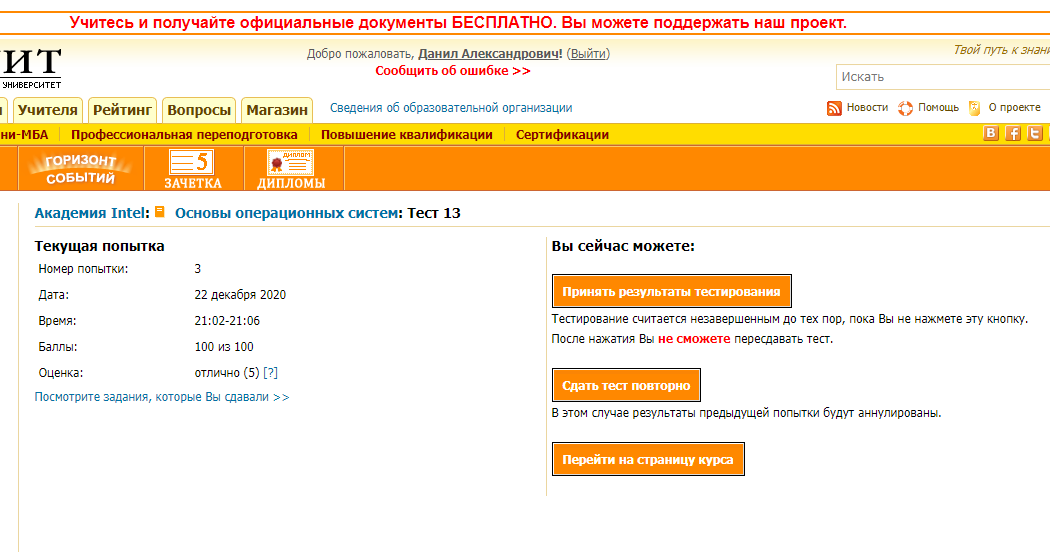 Учитесь и получайте официальные документы БЕСПЛАТНО. Вы можете поддержать наш проект.
Добро пожаловать, Данил Александрович! (Выйти)
Твой путь к
Сообщить об ошибке >>
УНИВЕРСИТЕТ
Искать
Учителя Рейтинг Вопросы Магазин Сведения об образовательной организации Новости Помощь О проекте
ни-МБА Профессиональная переподготовка Повышение квалификации Сертификации
ГОРИЗОНТ
СОБЫТИЙ
5
ЗАЧЕТКА
ДИПЛОМ
ДИПЛОМЫ
Академия Intel: Основы операционных систем: Тест 13
Текущая попытка
Номер попытки: 3
Дата: 22 декабря 2020
Время: 21:02-21:06
Баллы: 100 из 100
Оценка: отлично (5) [?]
Посмотрите задания, которые Вы сдавали >>
Вы сейчас можете:
Принять результаты тестирования
Тестирование считается незавершенным до тех пор, пока Вы не нажмете эту кнопку.
После нажатия Вы не сможете пересдавать тест.
Сдать тест повторно
В этом случае результаты предыдущей попытки будут аннулированы.
Перейти на страницу курса